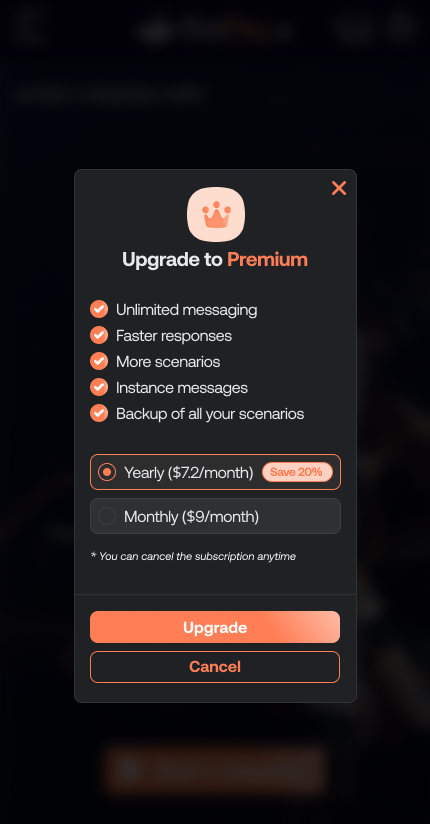 Upgrade to Premium
Unlimited messaging
Faster responses
More scenarios
Instance messages
Backup of all your scenarios
Yearly ($7.2/month) Save 20%
Monthly ($9/month)
* You can cancel the subscription anytime
Upgrade
Cancel